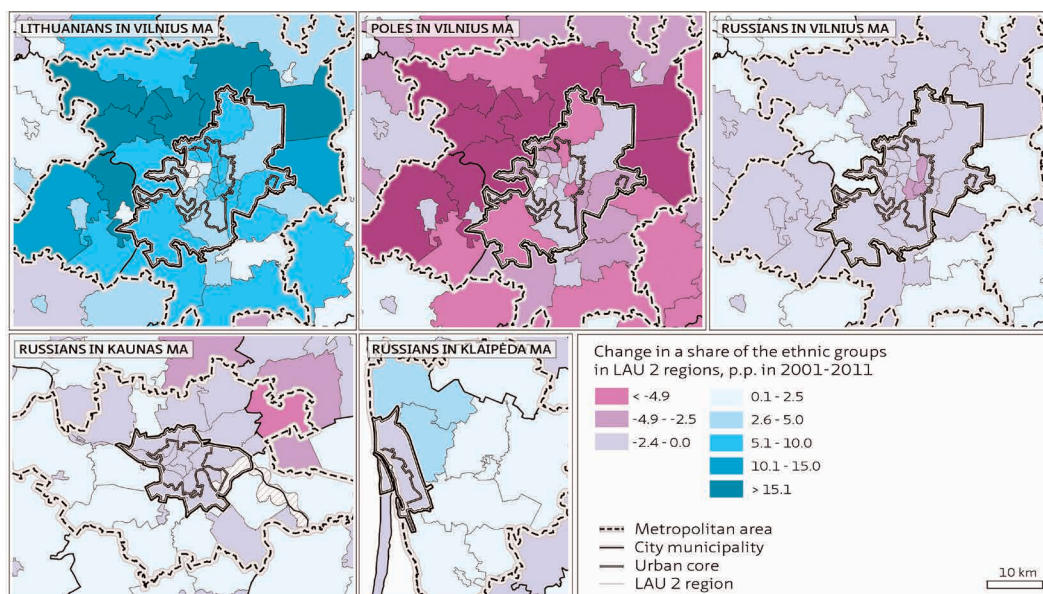 LITHUANIANS IN VILNIUS MA
POLES IN VILNIUS MA
RUSSIANS IN VILNIUS MA
RUSSIANS IN KAUNAS MA
RUSSIANS IN KLAIPĖDA MA
Change in a share of the ethnic groups
in LAU 2 regions, p.p. in 2001-2011
< -4.9
-4.9 - -2.5
-2.4 - 0.0
0.1 - 2.5
2.6 - 5.0
5.1 - 10.0
10.1 - 15.0
> 15.1
Metropolitan area
City municipality
Urban core
LAU 2 region
10 km